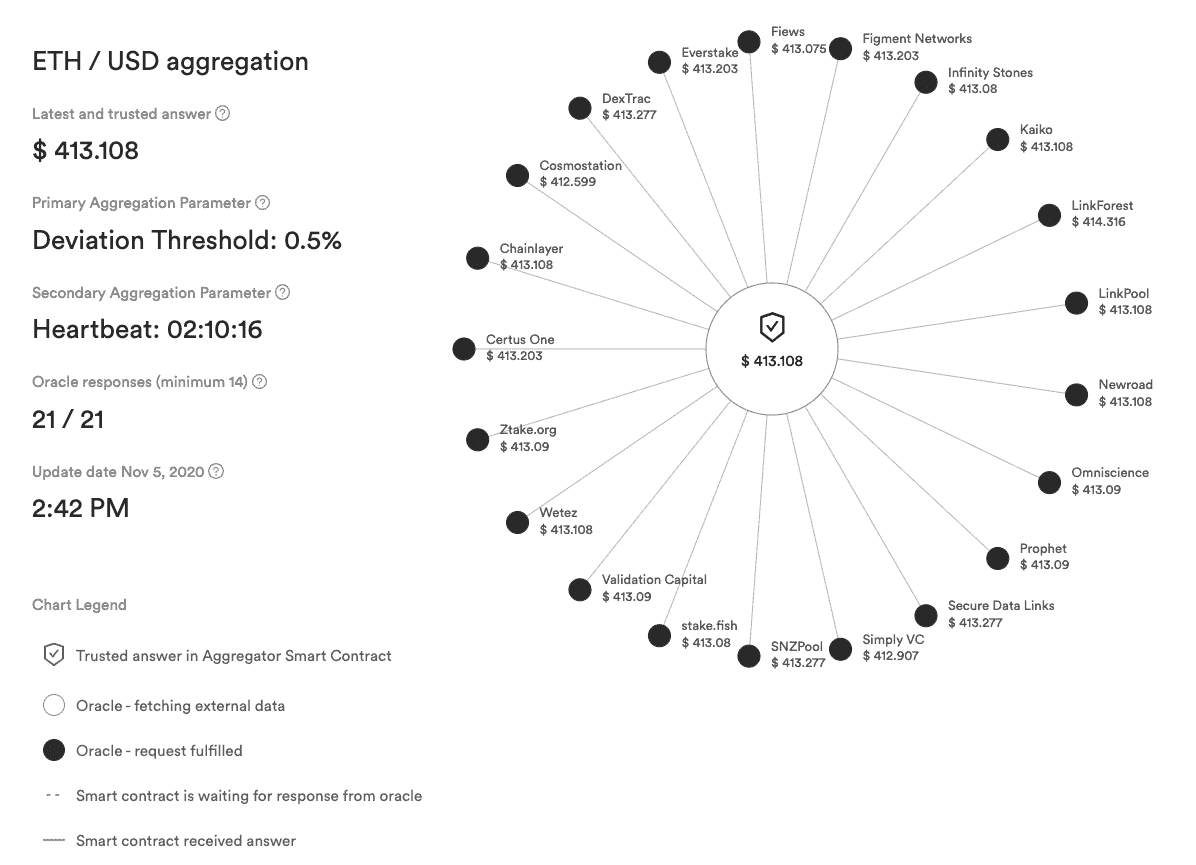 ETH / USD aggregation
Latest and trusted answer ?
$ 413.108
Primary Aggregation Parameter ?
Deviation Threshold: 0.5%
Secondary Aggregation Parameter ?
Heartbeat: 02:10:16
Oracle responses (minimum 14) ?
21 / 21
Update date Nov 5, 2020 ?
2:42 PM
Chart Legend
Trusted answer in Aggregator Smart Contract
Oracle - fetching external data
Oracle - request fulfilled
Smart contract is waiting for response from oracle
Smart contract received answer
$ 413.108
Fiews
$ 413.075
Figment Networks
$ 413.203
Infinity Stones
$ 413.08
Kaiko
$ 413.108
LinkForest
$ 414.316
LinkPool
$ 413.108
Newroad
$ 413.108
Omniscience
$ 413.09
Prophet
$ 413.09
Secure Data Links
$ 413.277
Simply VC
$ 412.907
SNZPool
$ 413.277
stake.fish
$ 413.08
Validation Capital
$ 413.09
Wetez
$ 413.108
Ztake.org
$ 413.09
Certus One
$ 413.203
Chainlayer
$ 413.108
Cosmostation
$ 412.599
DexTrac
$ 413.277
Everstake
$ 413.203